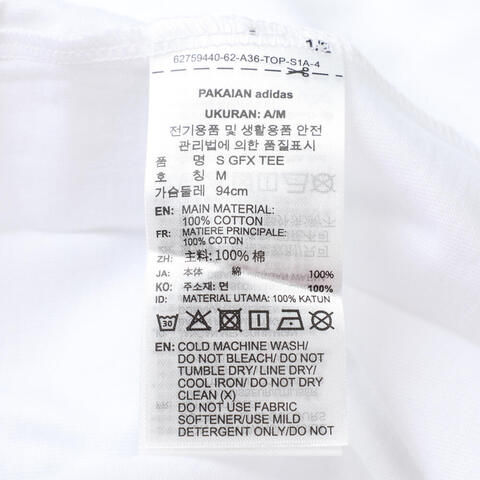 1/2
62759440-62-A36-TOP-S1A-4
PAKAIAN adidas
UKURAN: A/M
전기용품 및 생활용품 안전
관리법에 의한 품질표시
품 명 S GFX TEE
호 칭 M
가슴둘레 94cm
EN: MAIN MATERIAL:
100% COTTON
FR: MATIERE PRINCIPALE:
100% COTON
ZH: 主料:100% 棉
JA: 本体 綿 100%
KO: 주소재: 면 100%
ID: MATERIAL UTAMA: 100% KATUN
30
EN: COLD MACHINE WASH/
DO NOT BLEACH/ DO NOT
TUMBLE DRY/ LINE DRY/
COOL IRON/ DO NOT DRY
CLEAN (X)
DO NOT USE FABRIC
SOFTENER/USE MILD
DETERGENT ONLY/DO NOT